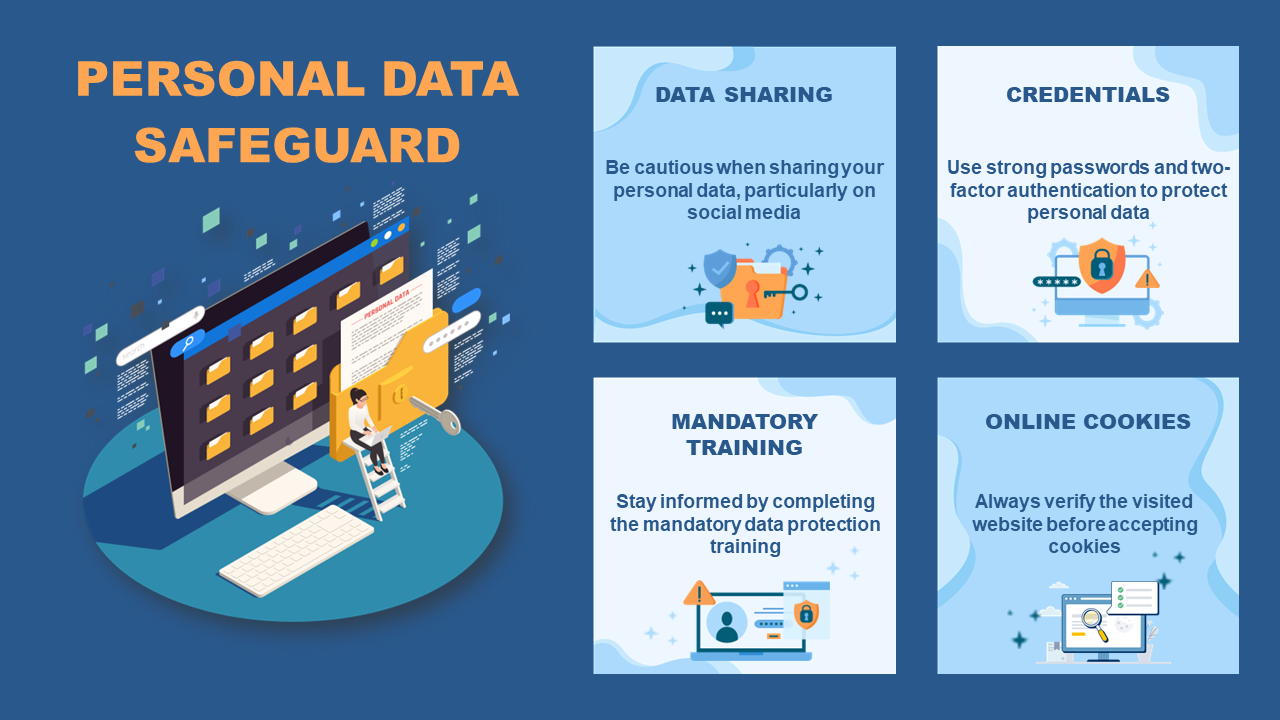 PERSONAL DATA
SAFEGUARD
search
PERSONAL DATA
DATA SHARING
Be cautious when sharing your
personal data, particularly on
social media
CREDENTIALS
Use strong passwords and two-
factor authentication to protect
personal data
MANDATORY
TRAINING
Stay informed by completing
the mandatory data protection
training
ONLINE COOKIES
Always verify the visited
website before accepting
cookies